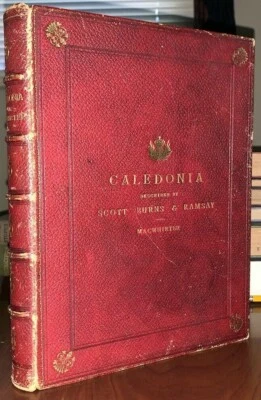 CALEDONIA
DESCRIBED BY
SCOTT BURNS & RAMSAY
MACWHIRTER